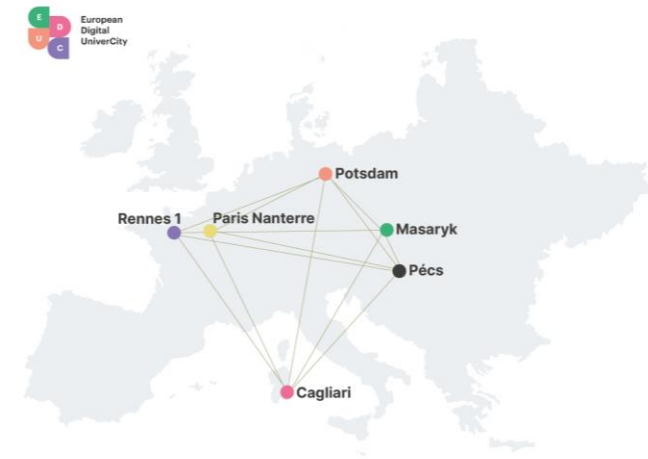 E
D
U
C
European
Digital
UniverCity
Potsdam
Rennes 1
Paris Nanterre
Masaryk
Pécs
Cagliari